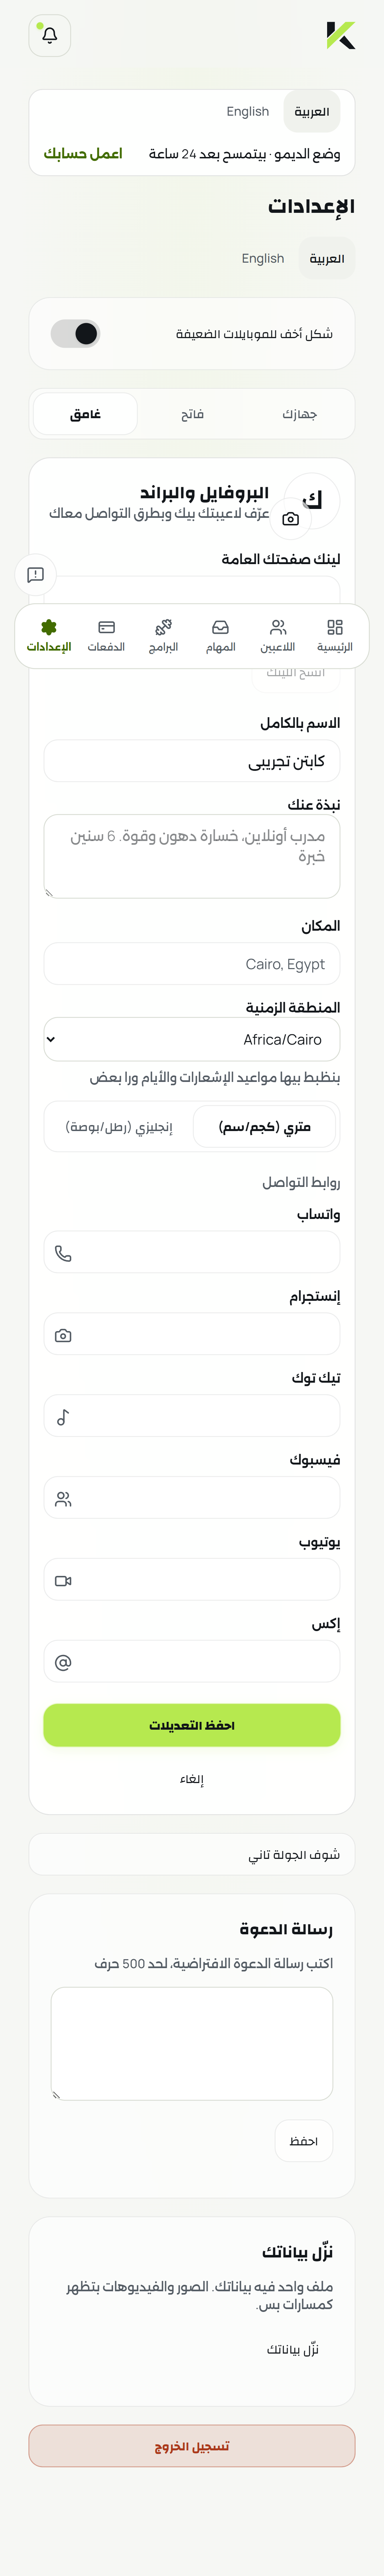 العربية
English
وضع الديمو · بيتمسح بعد 24 ساعة
اعمل حسابك
الإعدادات
العربية
English
شكل أخف للموبايلات الضعيفة
جهازك
فاتح
غامق
ك
البروفايل والبراند
عرّف لاعيبتك بيك وبطرق التواصل معاك
لينك صفحتك العامة
الرئيسية
اللاعبين
المهام
البرامج
الدفعات
الإعدادات
انسخ اللينك
الاسم بالكامل
كابتن تجريبي
نبذة عنك
مدرب أونلاين، خسارة دهون وقوة. 6 سنين
خبرة
المكان
Cairo, Egypt
المنطقة الزمنية
Africa/Cairo
بنظبط بيها مواعيد الإشعارات والأيام ورا بعض
متري (كجم/سم)
إنجليزي (رطل/بوصة)
روابط التواصل
واتساب
إنستجرام
تيك توك
فيسبوك
يوتيوب
إكس
احفظ التعديلات
إلغاء
شوف الجولة تاني
رسالة الدعوة
اكتب رسالة الدعوة الافتراضية، لحد 500 حرف
احفظ
نزّل بياناتك
ملف واحد فيه بياناتك. الصور والفيديوهات بتظهر
كمسارات بس.
نزّل بياناتك
تسجيل الخروج